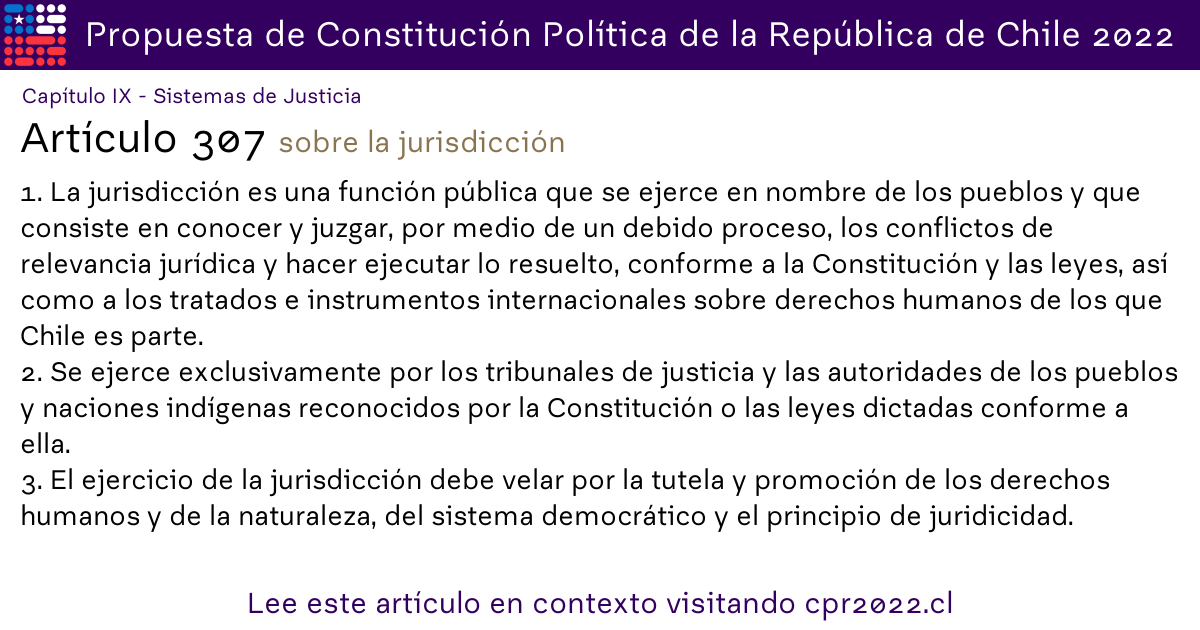 Propuesta de Constitución Política de la República de Chile 2022
Capítulo IX - Sistemas de Justicia
Artículo 307 sobre la jurisdicción
1. La jurisdicción es una función pública que se ejerce en nombre de los pueblos y que
consiste en conocer y juzgar, por medio de un debido proceso, los conflictos de
relevancia jurídica y hacer ejecutar lo resuelto, conforme a la Constitución y las leyes, así
como a los tratados e instrumentos internacionales sobre derechos humanos de los que
Chile es parte.
2. Se ejerce exclusivamente por los tribunales de justicia y las autoridades de los pueblos
y naciones indígenas reconocidos por la Constitución o las leyes dictadas conforme a
ella.
3. El ejercicio de la jurisdicción debe velar por la tutela y promoción de los derechos
humanos y de la naturaleza, del sistema democrático y el principio de juridicidad.
Lee este artículo en contexto visitando cpr2022.cl